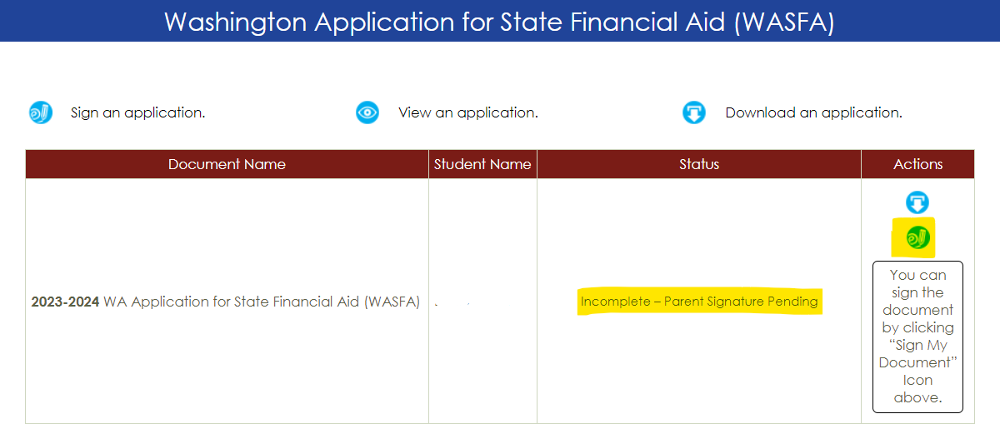 Washington Application for State Financial Aid (WASFA)
Sign an application. View an application. Download an application.
Document Name Student Name Status Actions
2023-2024 WA Application for State Financial Aid (WASFA)
Incomplete – Parent Signature Pending
You can
sign the
document
by clicking
“Sign My
Document”
Icon
above.